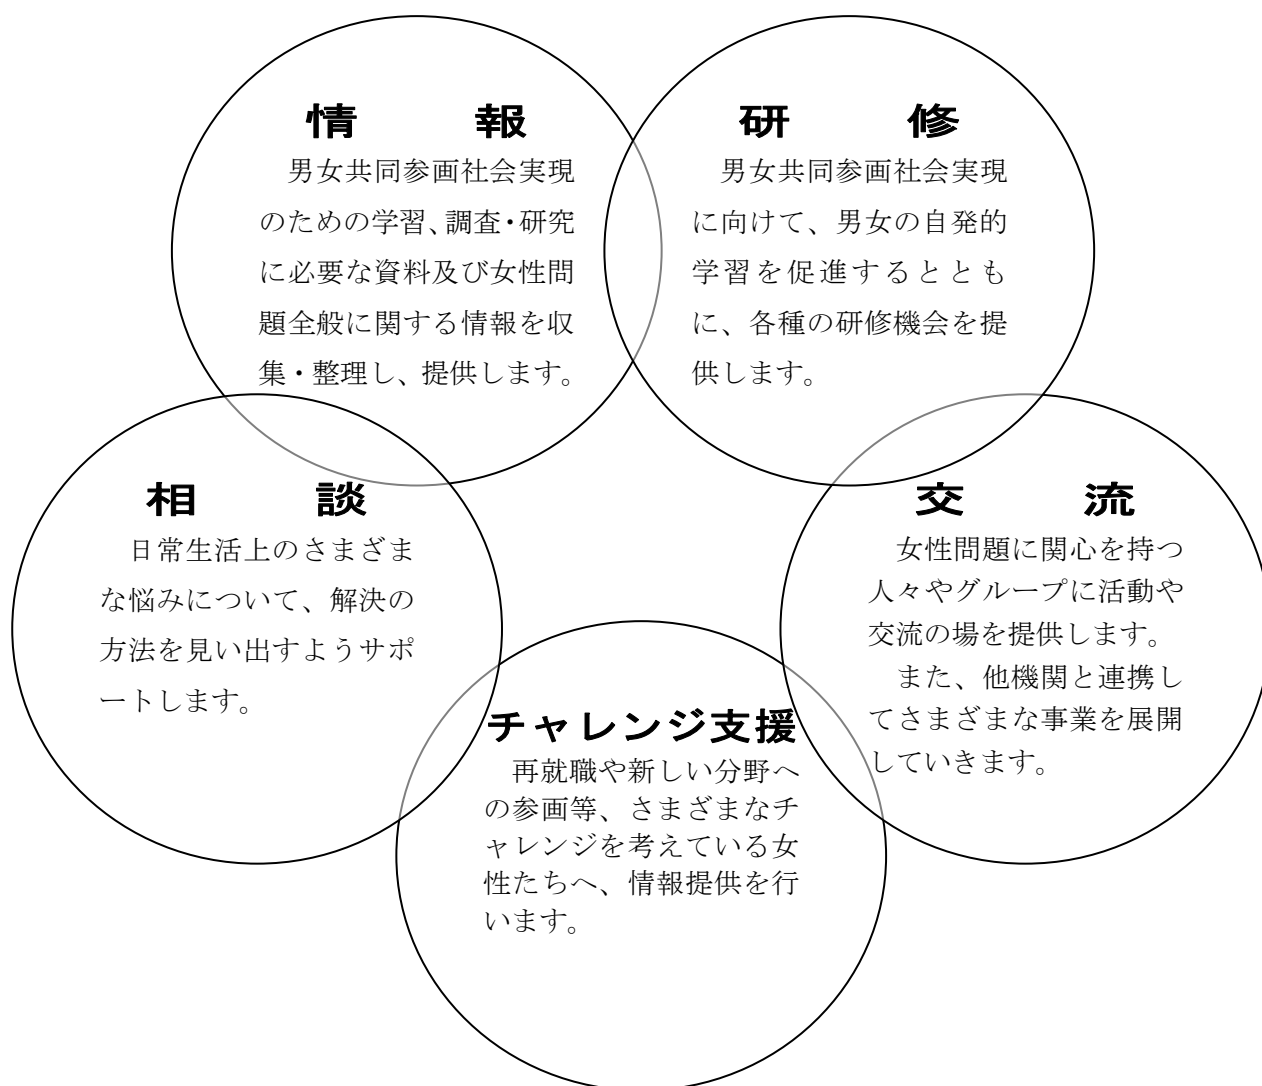 情　報
男女共同参画社会実現
のための学習、調査・研究
に必要な資料及び女性問
題全般に関する情報を収
集・整理し、提供します。
研　修
男女共同参画社会実現
に向けて、男女の自発的
学習を促進するととも
に、各種の研修機会を提
供します。
相　談
日常生活上のさまざま
な悩みについて、解決の
方法を見い出すようサポ
ートします。
交　流
女性問題に関心を持つ
人々やグループに活動や
交流の場を提供します。
また、他機関と連携し
てさまざまな事業を展開
していきます。
チャレンジ支援
再就職や新しい分野へ
の参画等、さまざまなチ
ャレンジを考えている女
性たちへ、情報提供を行
います。